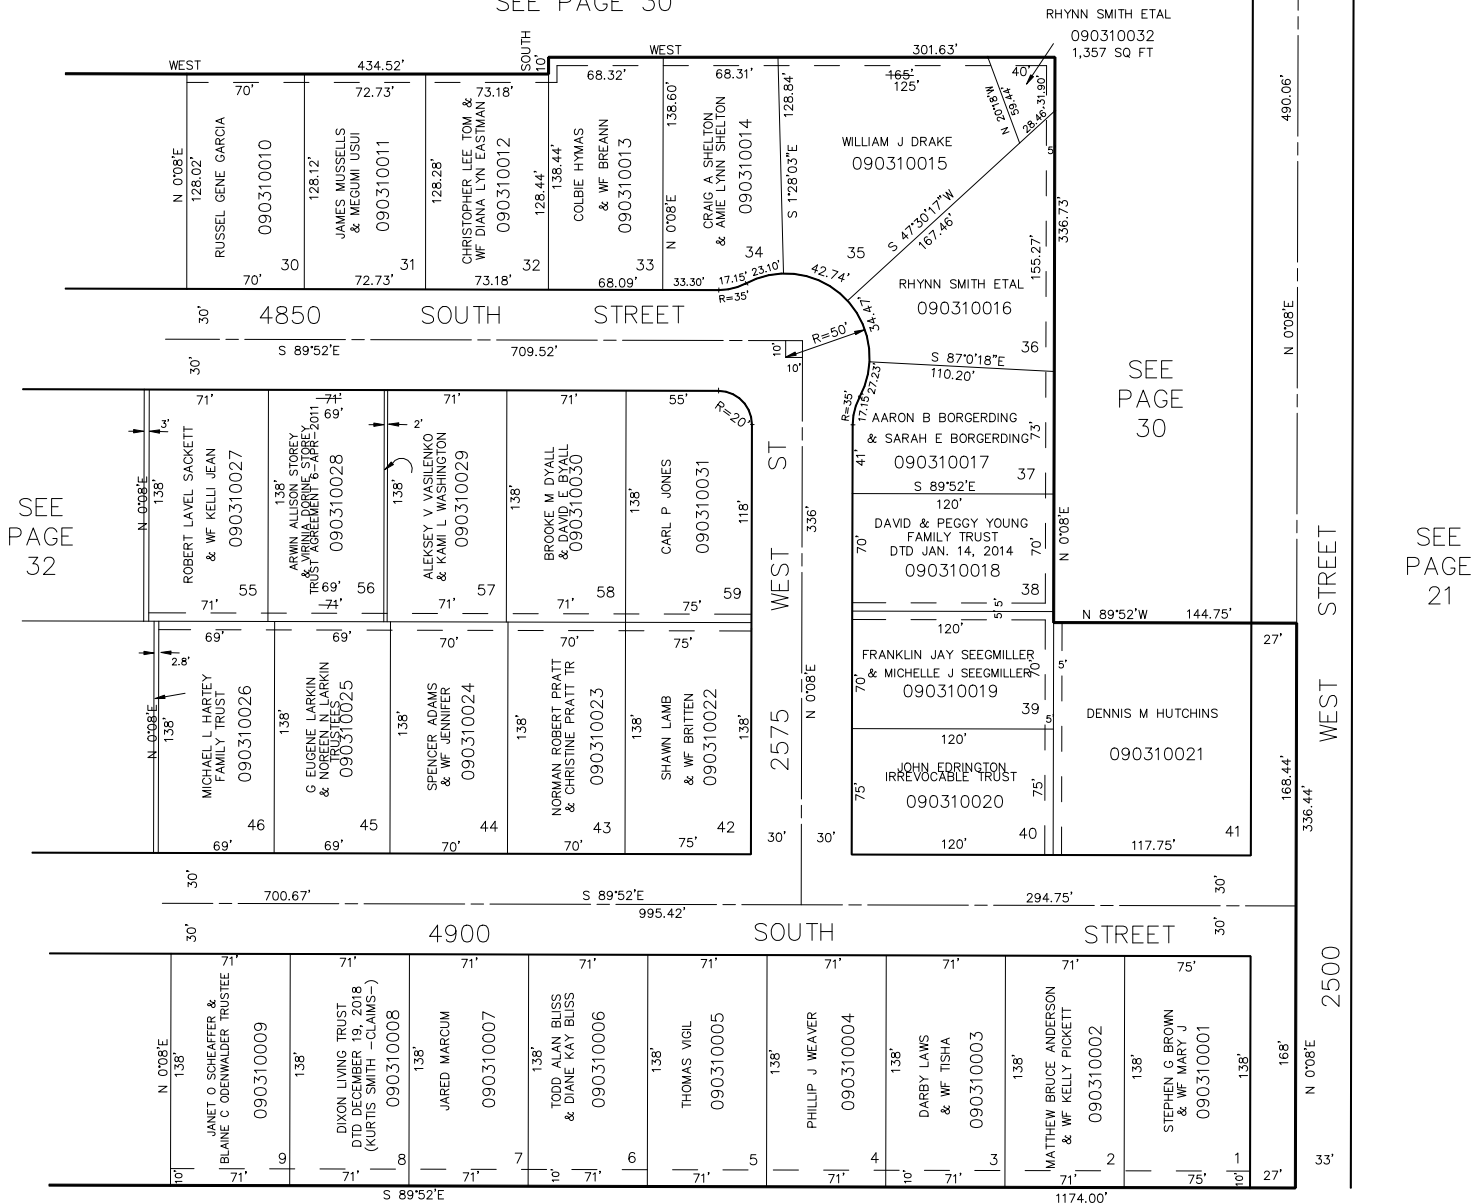 SEE PAGE 30
RHYNN SMITH ETAL
090310032
1,357 SQ FT
WEST
434.52'
SOUTH
10'
WEST
301.63'
70'
72.73'
73.18'
68.32'
68.31'
165'
125'
40'
N 0°08'E
128.02'
RUSSEL GENE GARCIA
090310010
30
70'
128.12'
JAMES MUSSELLS
& MEGUMI USUI
090310011
31
72.73'
128.28'
CHRISTOPHER LEE TOM &
WF DIANA LYN EASTMAN
090310012
32
73.18'
128.44'
138.44'
COLBIE HYMAS
& WF BREANN
090310013
33
68.09'
138.60'
N 0°08'E
CRAIG A SHELTON
& AMIE LYNN SHELTON
090310014
34
33.30'
17.15'
23.10'
R=35'
128.84'
S 1°28'03"E
WILLIAM J DRAKE
090310015
35
42.74'
N 20°18'W
59.44'
28.46'
31.90'
5
S 47°30'17"W
167.46'
336.73'
155.27'
RHYNN SMITH ETAL
090310016
36
34.47'
R=50'
10'
10'
S 87°0'18"E
110.20'
27.23'
17.15'
R=35'
490.06'
N 0°08'E
30'
4850 SOUTH STREET
S 89°52'E
709.52'
30'
SEE
PAGE
30
SEE
PAGE
32
SEE
PAGE
21
3'
N 0°08'E
71'
138'
ROBERT LAVEL SACKETT
& WF KELLI JEAN
090310027
55
71'
71'
69'
138'
ARWIN ALLISON STOREY
& VIRINLA DORINE STOREY
TRUST AGREEMENT 6-APR-2011
090310028
56
69'
71'
2'
71'
138'
ALEKSEY V VASILENKO
& KAMI L WASHINGTON
090310029
57
71'
71'
138'
BROOKE M DYALL
& DAVID E BYALL
090310030
58
71'
55'
R=20'
138'
CARL P JONES
090310031
118'
59
75'
2575 WEST ST
336'
N 0°08'E
30'
30'
AARON B BORGERDING
& SARAH E BORGERDING
090310017
41'
73'
37
S 89°52'E
120'
DAVID & PEGGY YOUNG
FAMILY TRUST
DTD JAN. 14, 2014
090310018
70'
70'
38
N 0°08'E
5'
5'
120'
FRANKLIN JAY SEEGMILLER
& MICHELLE J SEEGMILLER
090310019
70'
70'
39
5'
120'
JOHN EDRINGTON
IRREVOCABLE TRUST
090310020
75'
75'
40
120'
N 89°52'W
144.75'
27'
5'
DENNIS M HUTCHINS
090310021
41
117.75'
168.44'
336.44'
2.8'
N 0°08'E
69'
138'
MICHAEL L HARTEY
FAMILY TRUST
090310026
46
69'
69'
138'
G EUGENE LARKIN
& NOREEN N LARKIN
TRUSTEES
090310025
45
69'
70'
138'
SPENCER ADAMS
& WF JENNIFER
090310024
44
70'
70'
138'
NORMAN ROBERT PRATT
& CHRISTINE PRATT TR
090310023
43
70'
75'
138'
SHAWN LAMB
& WF BRITTEN
090310022
138'
42
75'
30'
700.67'
S 89°52'E
995.42'
294.75'
30'
30'
4900 SOUTH STREET
30'
2500 WEST STREET
N 0°08'E
71'
138'
JANET O SCHEAFFER &
BLAINE C ODENWALDER TRUSTEE
090310009
9
10'
71'
71'
138'
DIXON LIVING TRUST
DTD DECEMBER 19, 2018
(KURTIS SMITH -CLAIMS-)
090310008
8
71'
71'
138'
JARED MARCUM
090310007
7
71'
71'
138'
TODD ALAN BLISS
& DIANE KAY BLISS
090310006
6
10'
71'
71'
138'
THOMAS VIGIL
090310005
5
71'
71'
138'
PHILLIP J WEAVER
090310004
4
71'
71'
138'
DARBY LAWS
& WF TISHA
090310003
3
10'
71'
71'
138'
MATTHEW BRUCE ANDERSON
& WF KELLY PICKETT
090310002
2
71'
75'
138'
STEPHEN G BROWN
& WF MARY J
090310001
138'
1
75'
10'
168'
N 0°08'E
27'
33'
S 89°52'E
1174.00'